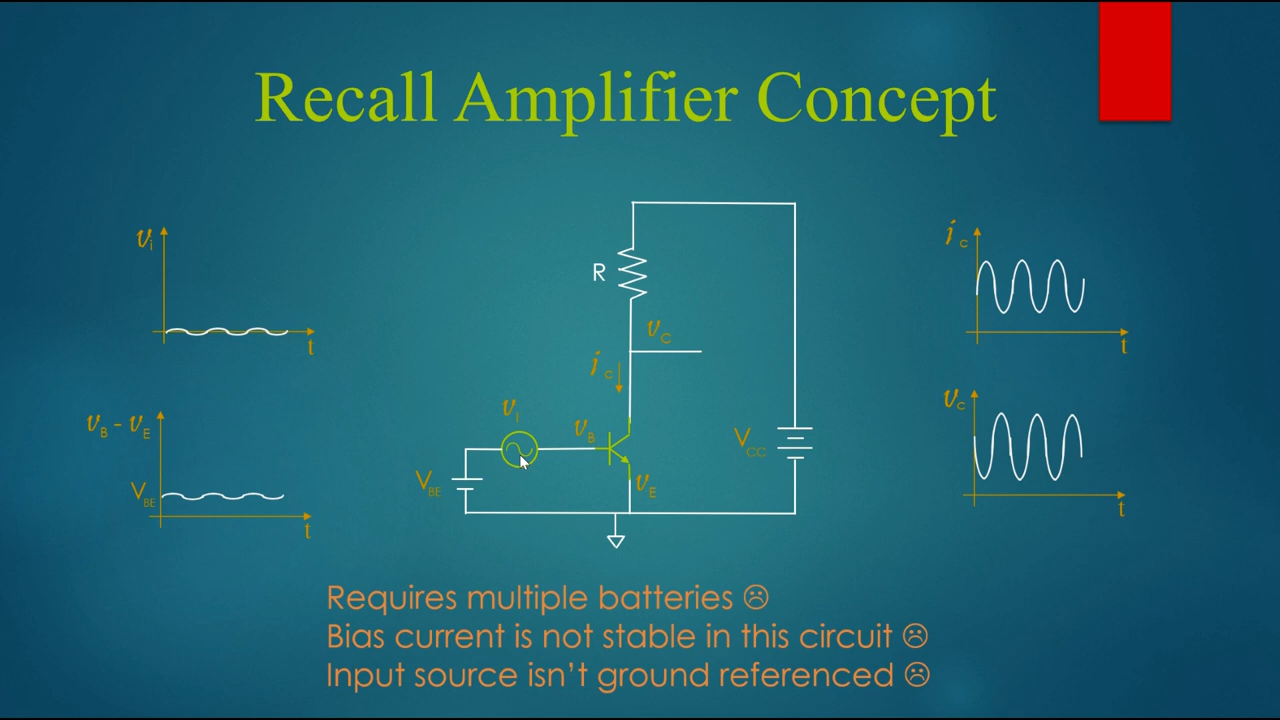 Recall Amplifier Concept
vi
t
vB - vE
VBE
t
R
vC
ic
vi
vB
VBE
vE
VCC
ic
t
vc
t
Requires multiple batteries ☹
Bias current is not stable in this circuit ☹
Input source isn't ground referenced ☹